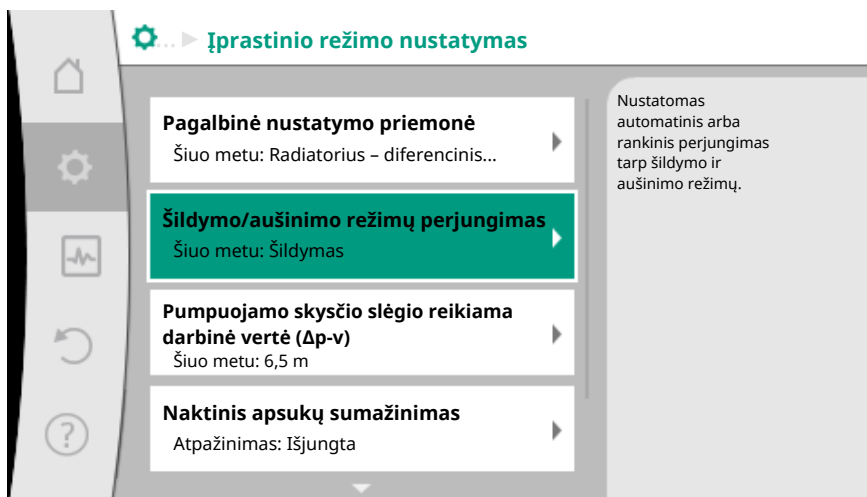 ... Įprastinio režimo nustatymas
Pagalbinė nustatymo priemonė
Šiuo metu: Radiatorius – diferencinis...
Šildymo/aušinimo režimų perjungimas
Šiuo metu: Šildymas
Pumpuojamo skysčio slėgio reikiama
darbinė vertė (Δp-v)
Šiuo metu: 6,5 m
Naktinis apsukų sumažinimas
Atpažinimas: Išjungta
Nustatomas
automatinis arba
rankinis perjungimas
tarp šildymo ir
aušinimo režimų.
?